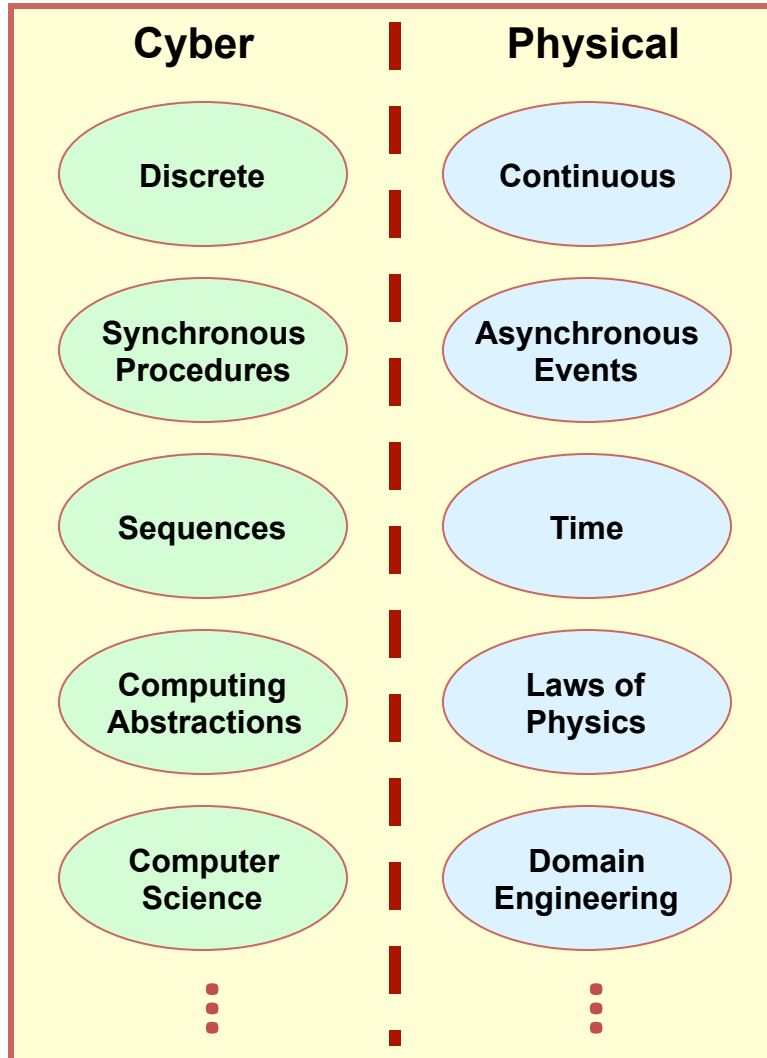 Cyber
Physical
Discrete
Continuous
Synchronous
Procedures
Asynchronous
Events
Sequences
Time
Computing
Abstractions
Laws of
Physics
Computer
Science
Domain
Engineering